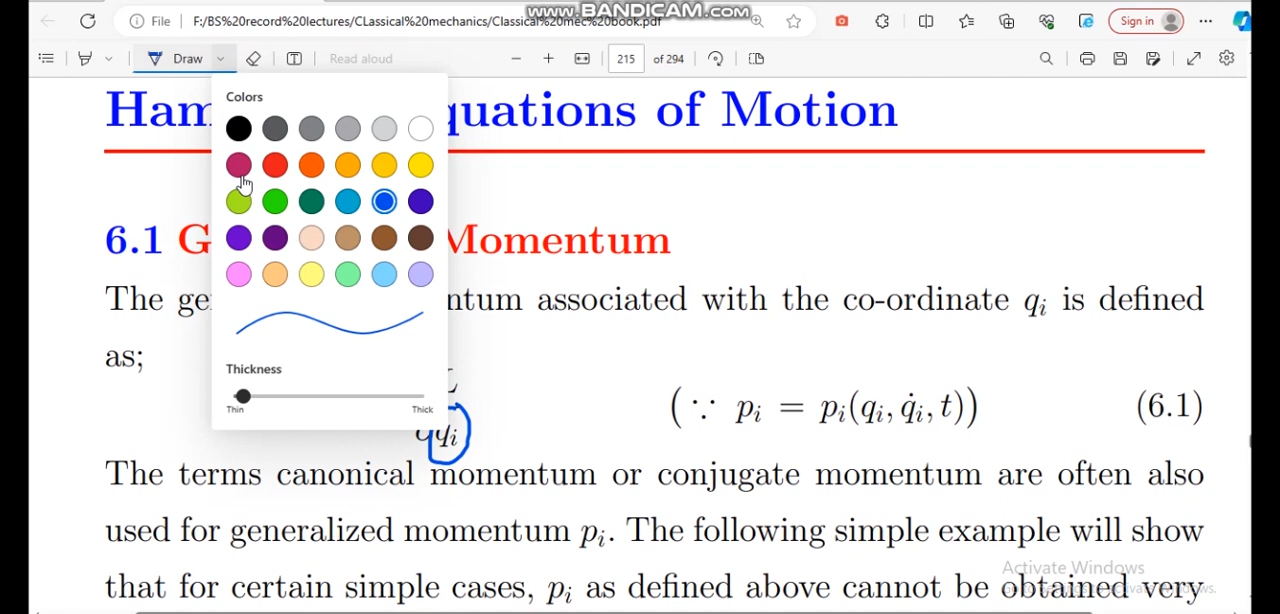 www.BANDICAM.com
File F:/BS%20record%20lectures/CLassical%20mechanics/Classical%20mec%20book.pdf Sign in
Draw Read aloud 215 of 294
Colors
Ham quations of Motion
6.1 G Momentum
The ge ntum associated with the co-ordinate qᵢ is defined
as;
Thickness
Thin Thick
(∵ pᵢ = pᵢ(qᵢ, q̇ᵢ, t)) (6.1)
qᵢ
The terms canonical momentum or conjugate momentum are often also
used for generalized momentum pᵢ. The following simple example will show
Activate Windows
that for certain simple cases, pᵢ as defined above cannot be obtained very